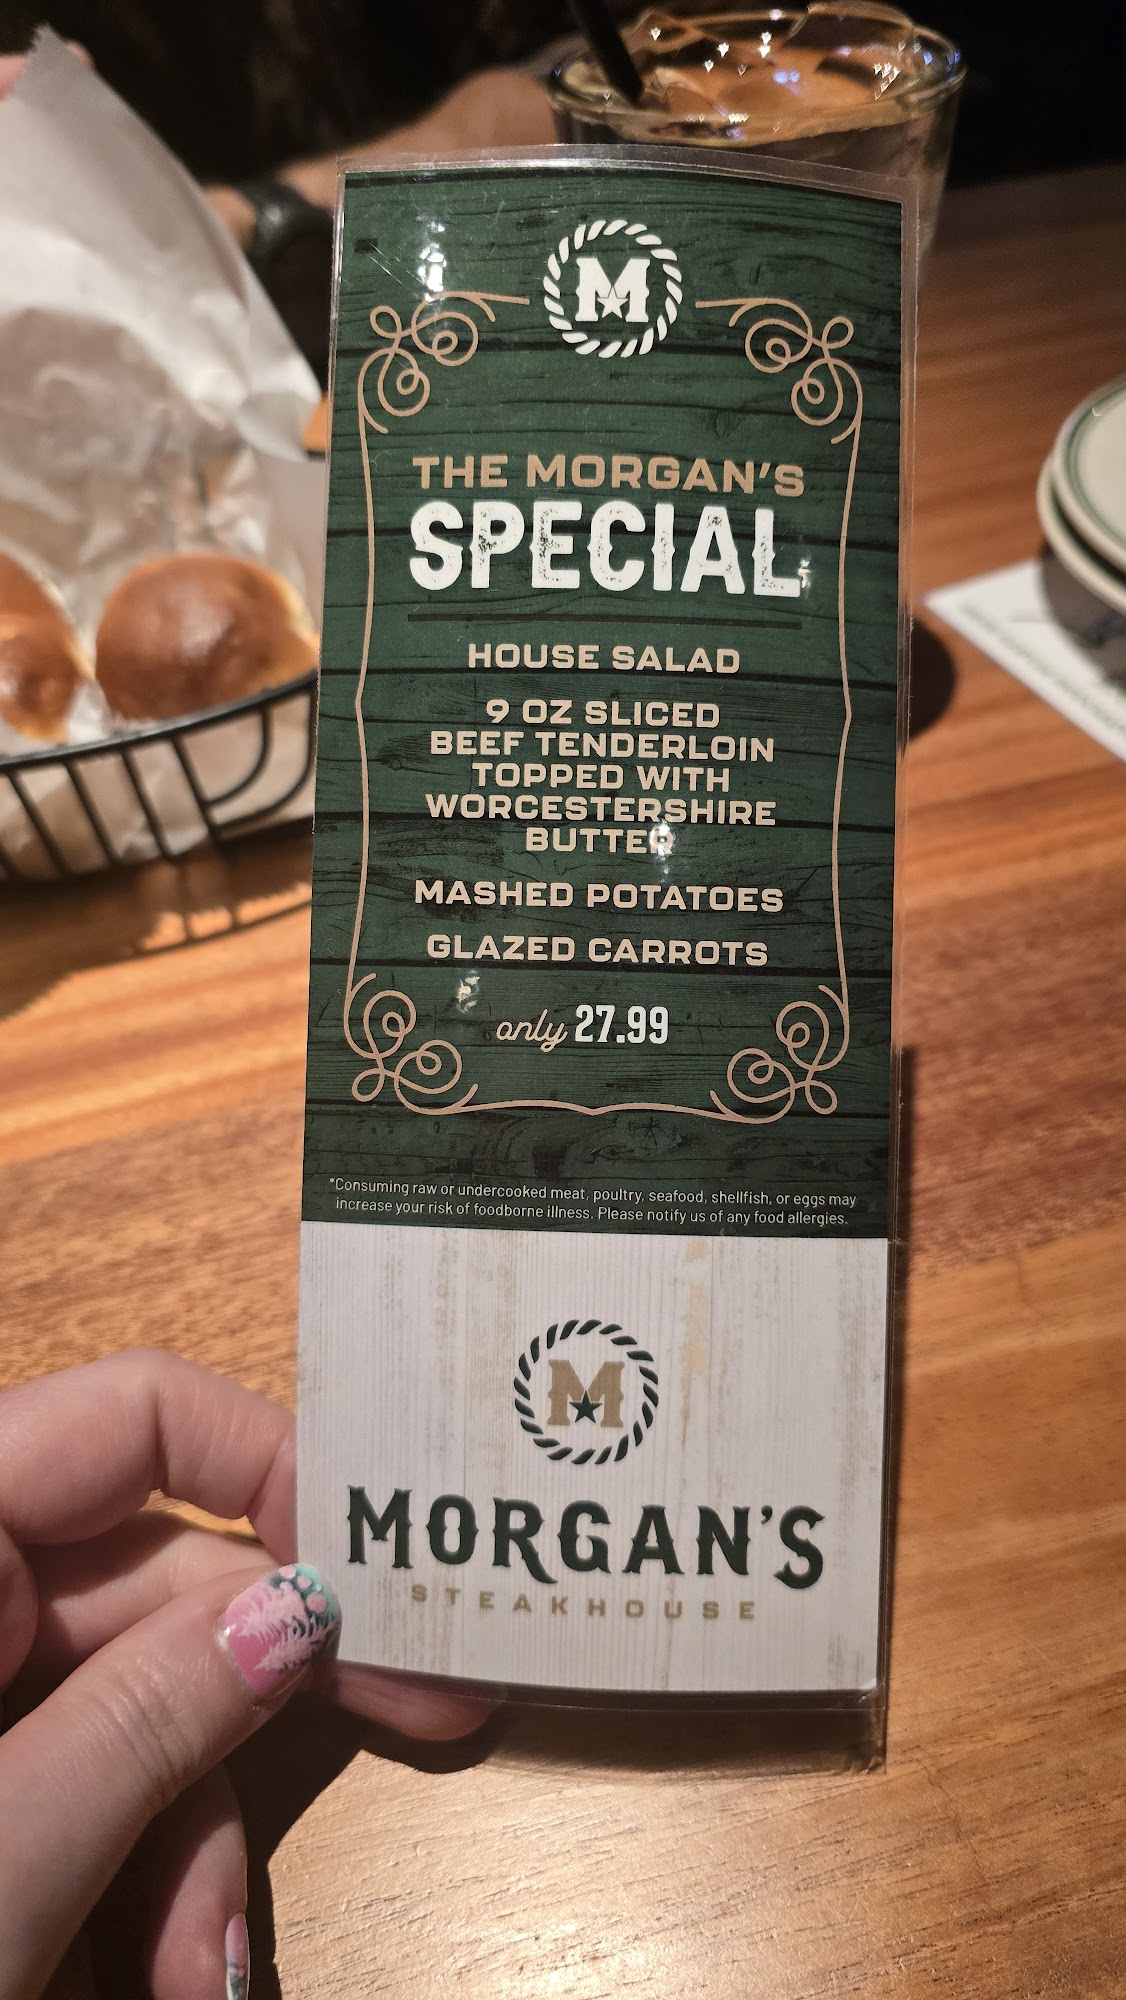 M
THE MORGAN'S
SPECIAL
HOUSE SALAD
9 OZ SLICED
BEEF TENDERLOIN
TOPPED WITH
WORCESTERSHIRE
BUTTER
MASHED POTATOES
GLAZED CARROTS
only 27.99
*Consuming raw or undercooked meat, poultry, seafood, shellfish, or eggs may
increase your risk of foodborne illness. Please notify us of any food allergies.
M
MORGAN'S
STEAKHOUSE